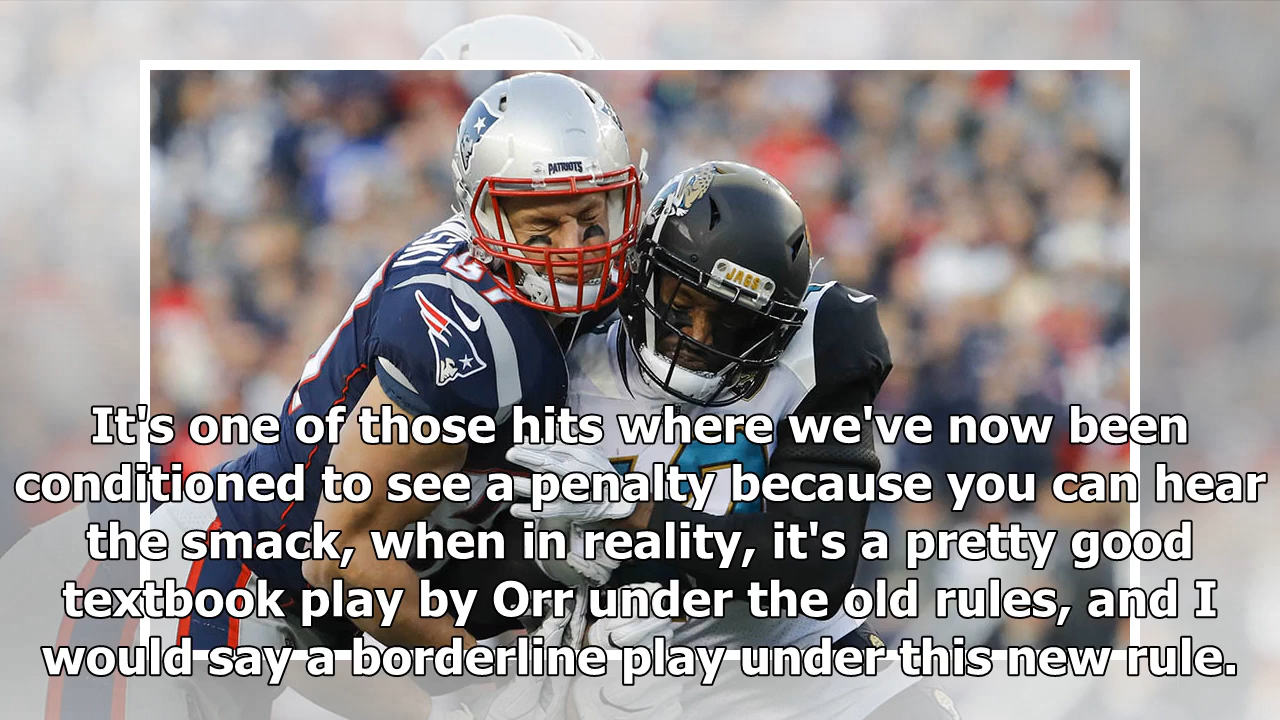 PATRIOTS
JAGS
It's one of those hits where we've now been
conditioned to see a penalty because you can hear
the smack, when in reality, it's a pretty good
textbook play by Orr under the old rules, and I
would say a borderline play under this new rule.